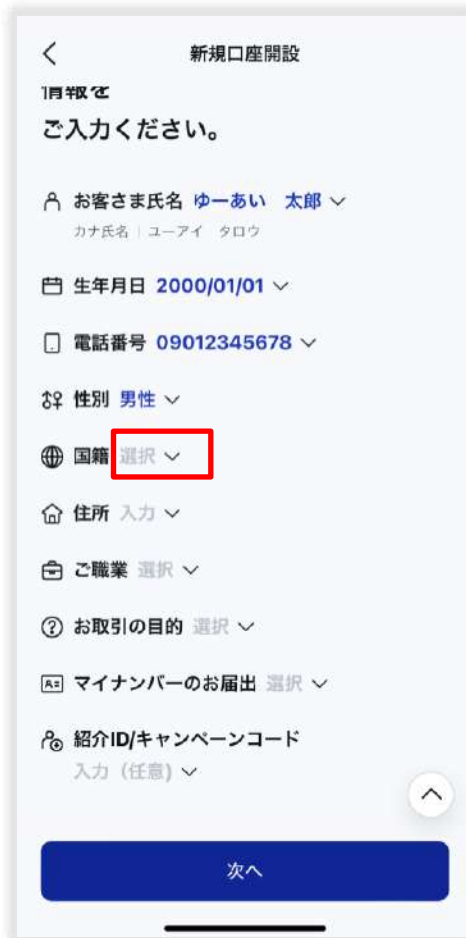 新規口座開設
情報を
ご入力ください。
お客さま氏名 ゆーあい　太郎
カナ氏名 | ユーアイ　タロウ
生年月日 2000/01/01
電話番号 09012345678
性別 男性
国籍 選択
住所 入力
ご職業 選択
お取引の目的 選択
マイナンバーのお届出 選択
紹介ID/キャンペーンコード
入力（任意)
次へ